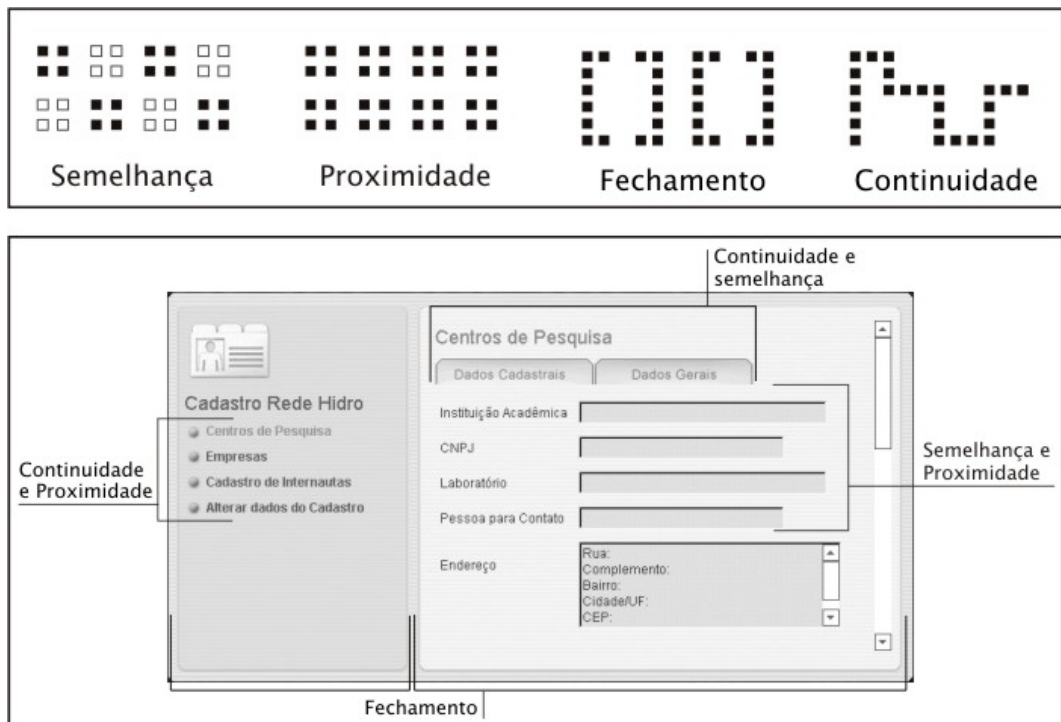 Semelhança
Proximidade
Fechamento
Continuidade
Continuidade e
semelhança
Centros de Pesquisa
Dados Cadastrais
Dados Gerais
Cadastro Rede Hidro
Centros de Pesquisa
Empresas
Cadastro de Internautas
Alterar dados do Cadastro
Continuidade
e Proximidade
Instituição Acadêmica
CNPJ
Laboratório
Pessoa para Contato
Endereço
Rua:
Complemento:
Bairro:
Cidade/UF:
CEP:
Semelhança e
Proximidade
Fechamento